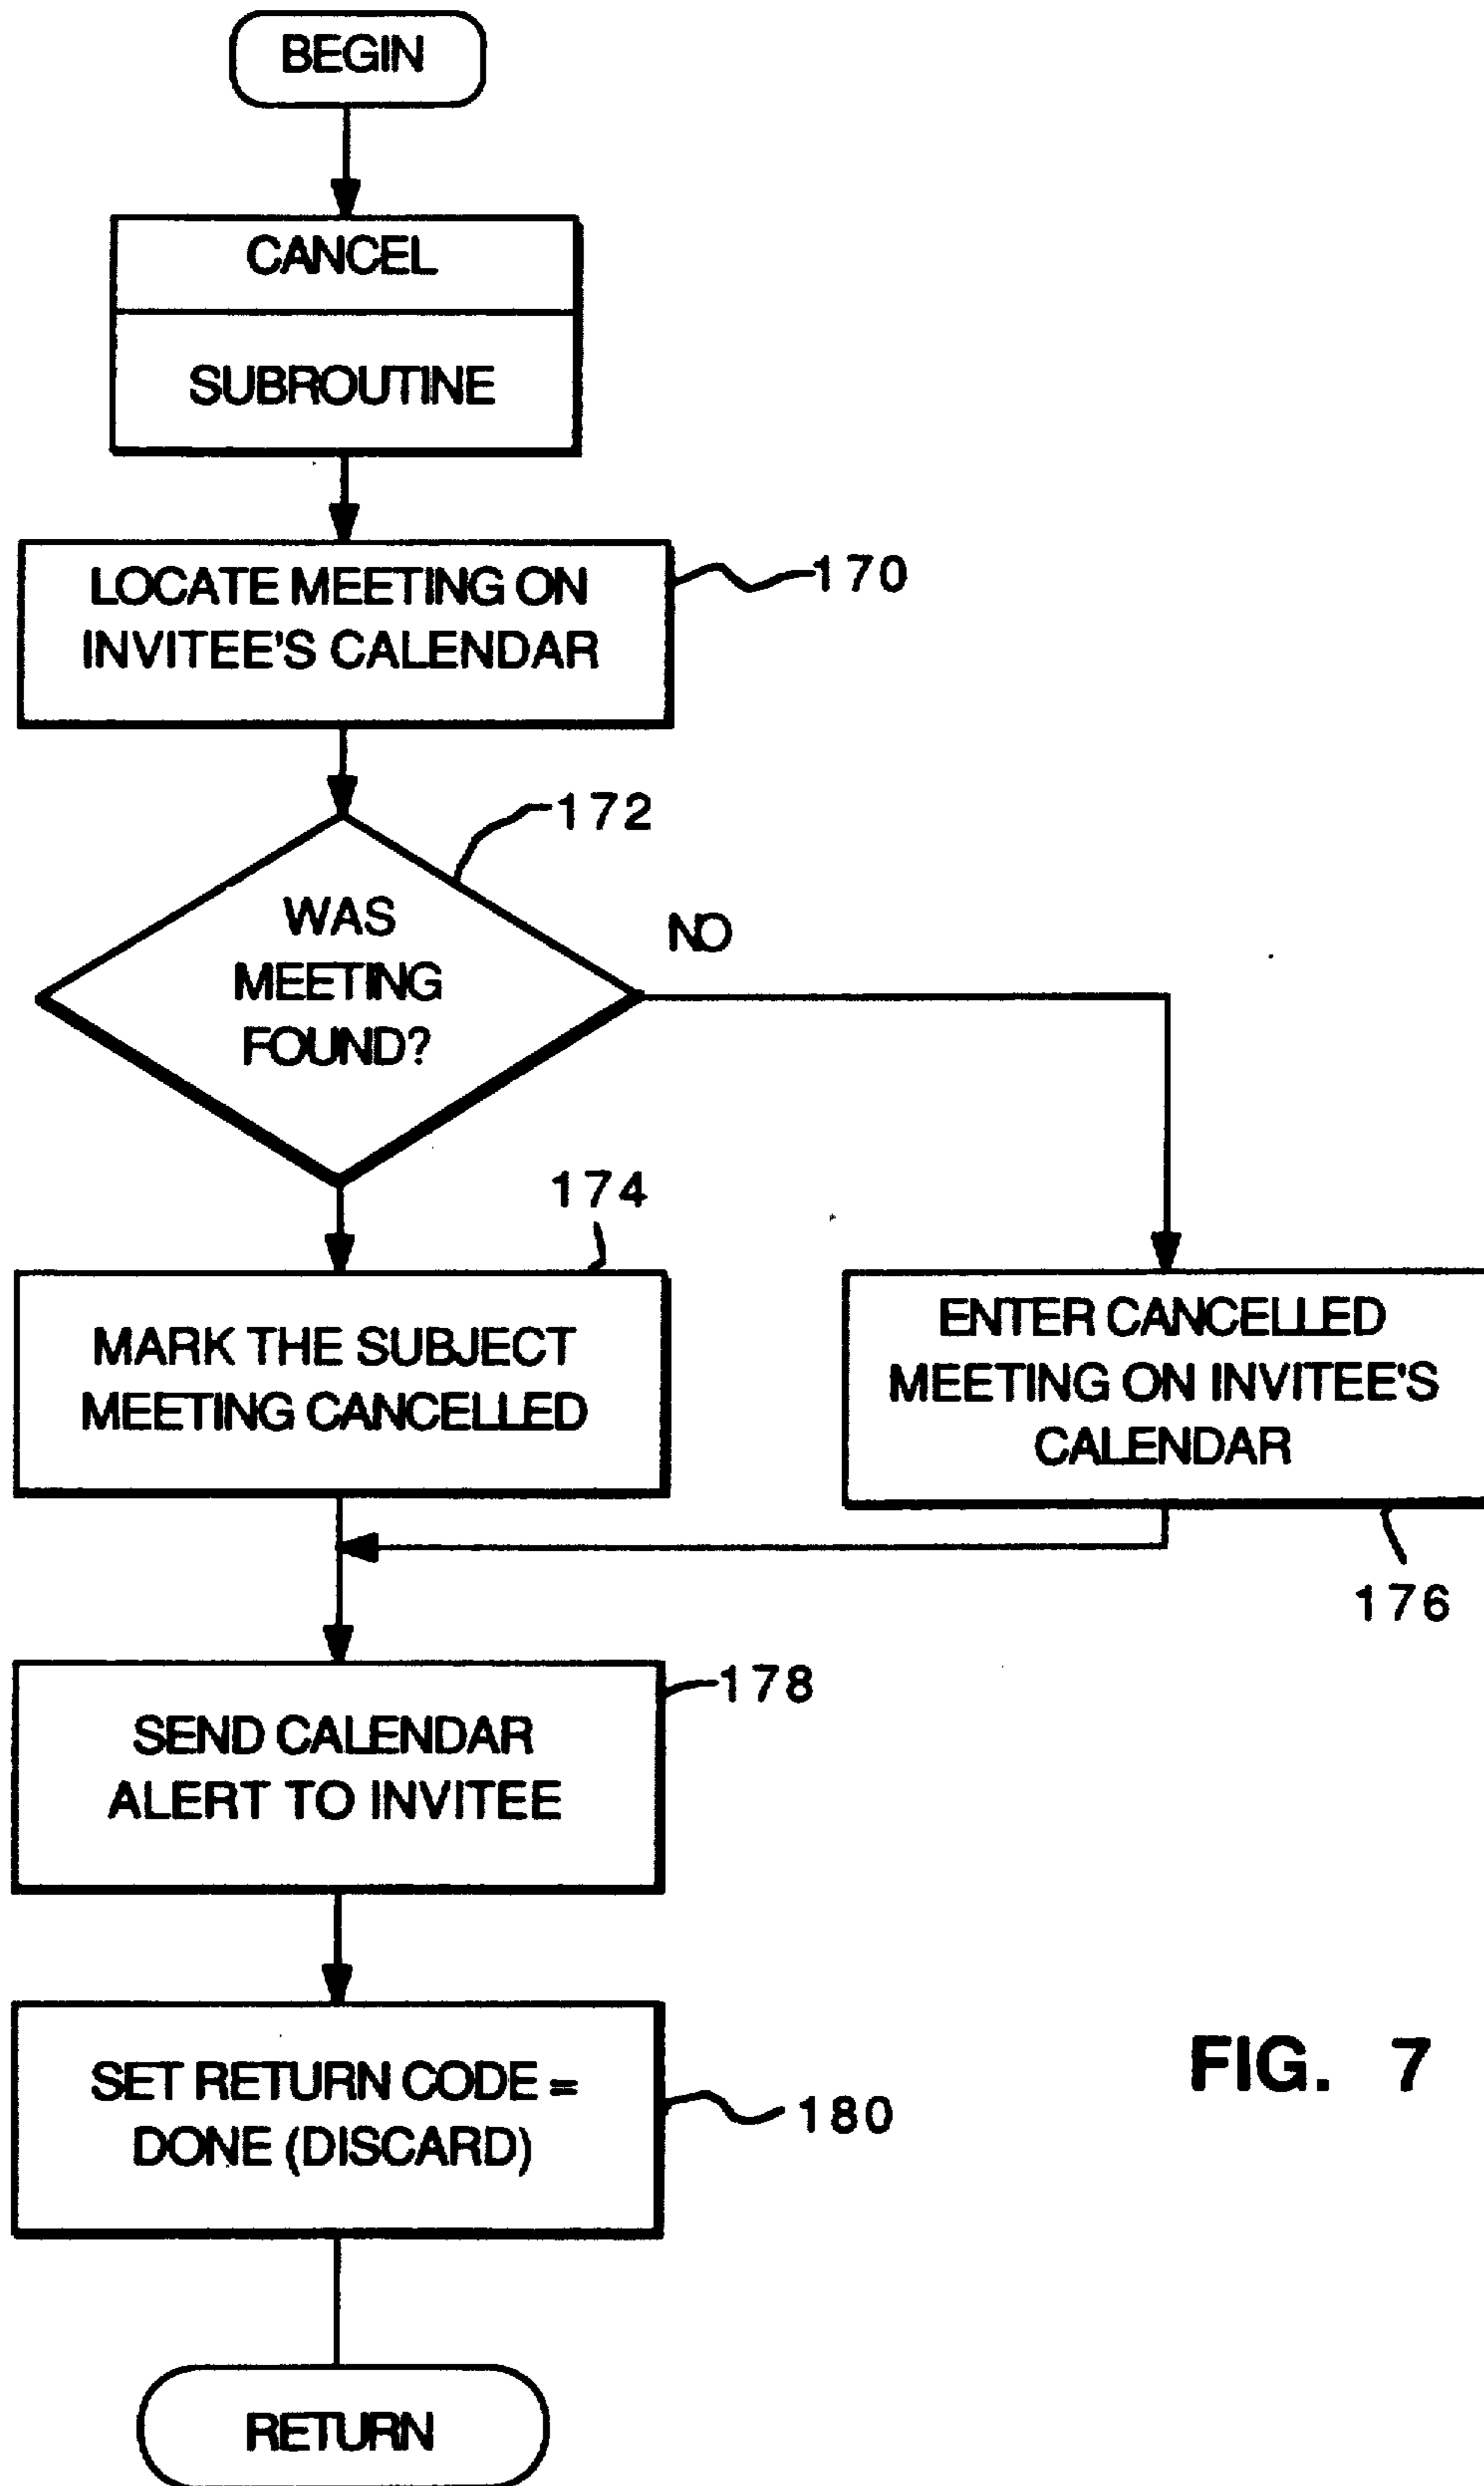 BEGIN
CANCEL
SUBROUTINE
LOCATE MEETING ON
INVITEE'S CALENDAR
170
172
WAS
MEETING
FOUND?
NO
174
MARK THE SUBJECT
MEETING CANCELLED
ENTER CANCELLED
MEETING ON INVITEE'S
CALENDAR
176
178
SEND CALENDAR
ALERT TO INVITEE
SET RETURN CODE =
DONE (DISCARD)
180
FIG. 7
RETURN